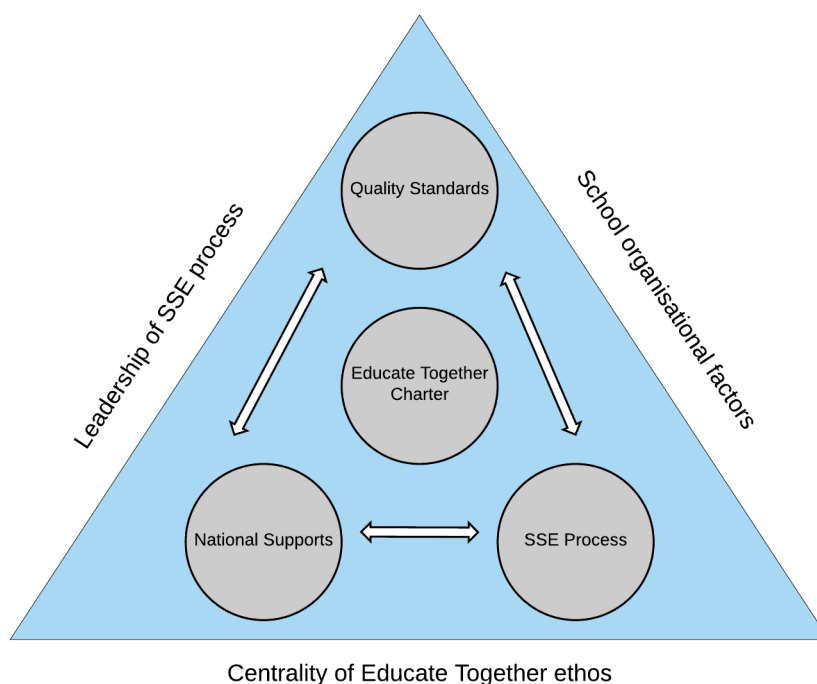 Quality Standards
Leadership of SSE process
School organisational factors
Educate Together
Charter
National Supports
SSE Process
Centrality of Educate Together ethos